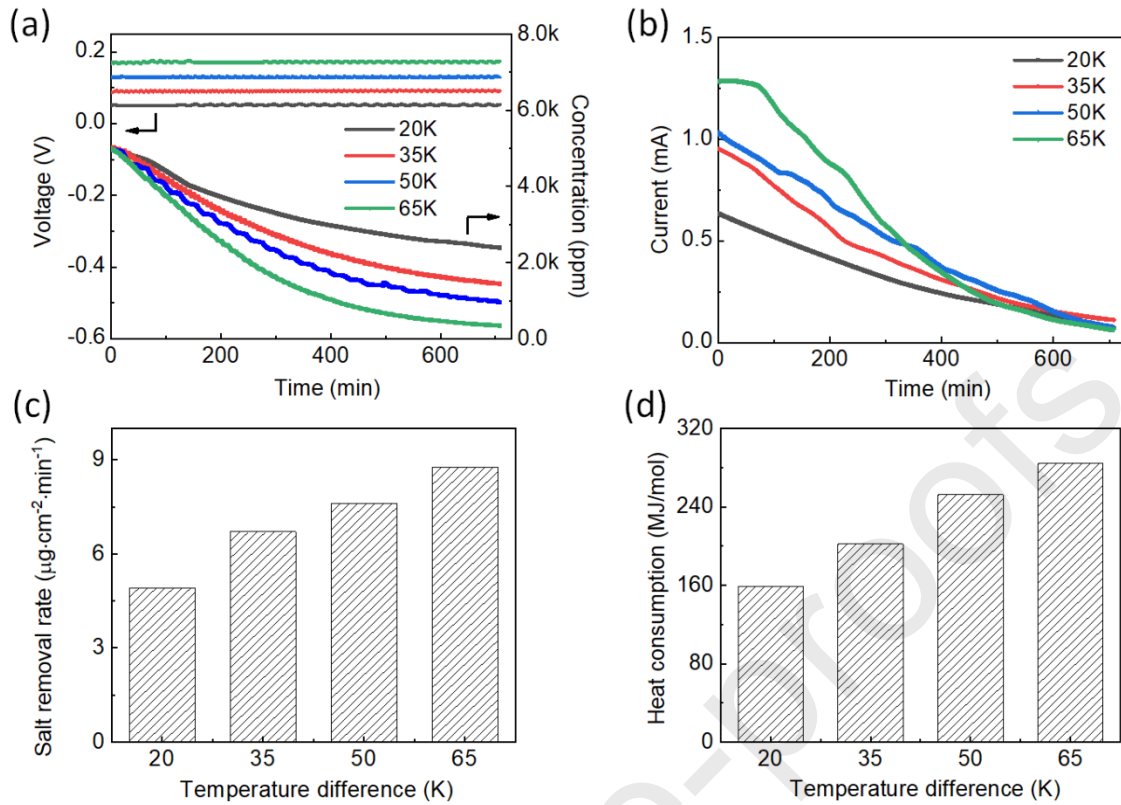 (a)
Voltage (V)
0.2
0.0
-0.2
-0.4
-0.6
8.0k
6.0k
4.0k
2.0k
0.0
Concentration (ppm)
20K
35K
50K
65K
0
200
400
600
Time (min)
(b)
Current (mA)
1.5
1.0
0.5
0.0
20K
35K
50K
65K
0
200
400
600
Time (min)
(c)
Salt removal rate (μg·cm⁻²·min⁻¹)
9
6
3
0
20
35
50
65
Temperature difference (K)
(d)
Heat consumption (MJ/mol)
320
240
160
80
0
20
35
50
65
Temperature difference (K)
-proofs